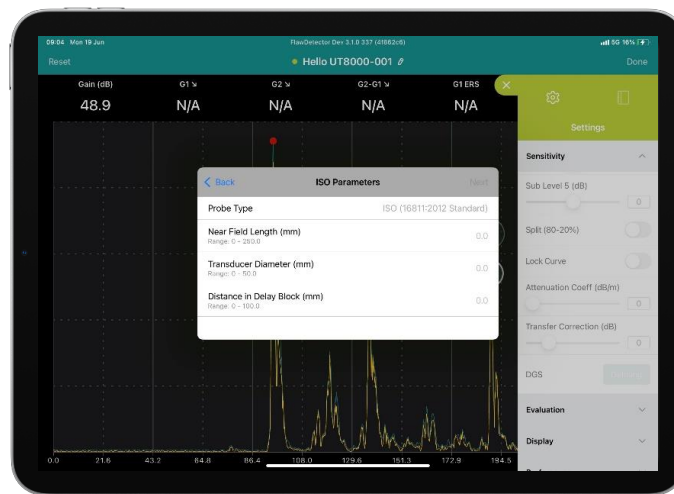 09:04 Mon 19 Jun
FlawDetector Dev 3.1.0 337 (41862c6)
5G 16%
Reset
Hello UT8000-001
Done
Gain (dB)
G1
G2
G2-G1
G1 ERS
48.9
N/A
N/A
N/A
N/A
Settings
Sensitivity
Sub Level 5 (dB)
0
Split (80-20%)
Lock Curve
Attenuation Coeff (dB/m)
0
Transfer Correction (dB)
0
DGS
Evaluation
Display
Back
ISO Parameters
Next
Probe Type
ISO (16811:2012 Standard)
Near Field Length (mm)
0.0
Range: 0 - 250.0
Transducer Diameter (mm)
0.0
Range: 0 - 50.0
Distance in Delay Block (mm)
0.0
Range: 0 - 100.0
0.0 21.6 43.2 64.8 86.4 108.0 129.6 151.3 172.9 194.5